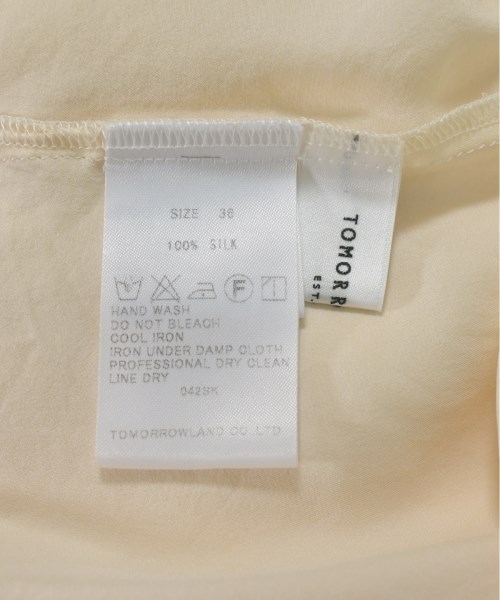 SIZE 36
100% SILK
F
HAND WASH
DO NOT BLEACH
COOL IRON
IRON UNDER DAMP CLOTH
PROFESSIONAL DRY CLEAN
LINE DRY
042SK
TOMORROWLAND CO.,LTD.
TOMORR
EST.